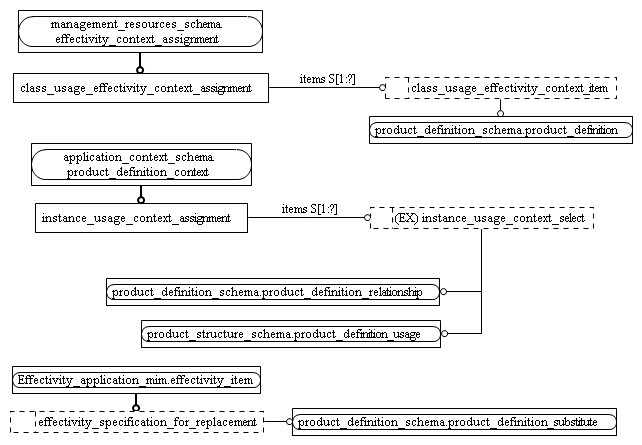 management_resources_schema.
effectivity_context_assignment
class_usage_effectivity_context_assignment
items S[1:?]
class_usage_effectivity_context_item
product_definition_schema.product_definition
application_context_schema.
product_definition_context
instance_usage_context_assignment
items S[1:?]
(EX) instance_usage_context_select
product_definition_schema.product_definition_relationship
product_structure_schema.product_definition_usage
Effectivity_application_mim.effectivity_item
effectivity_specification_for_replacement
product_definition_schema.product_definition_substitute